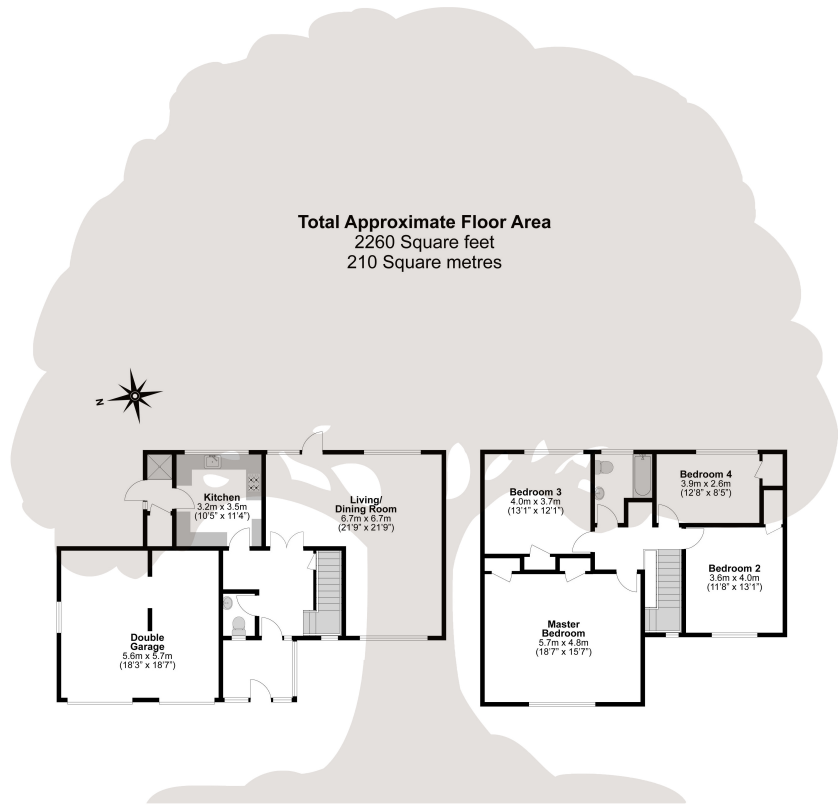 Total Approximate Floor Area
2260 Square feet
210 Square metres
N
Kitchen
3.2m x 3.5m
(10'5" x 11'4")
Living/
Dining Room
6.7m x 6.7m
(21'9" x 21'9")
Double
Garage
5.6m x 5.7m
(18'3" x 18'7")
Bedroom 3
4.0m x 3.7m
(13'1" x 12'1")
Bedroom 4
3.9m x 2.6m
(12'8" x 8'5")
Bedroom 2
3.6m x 4.0m
(11'8" x 13'1")
Master
Bedroom
5.7m x 4.8m
(18'7" x 15'7")